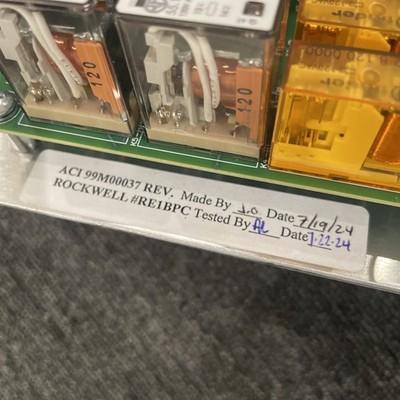 120
120
ACI 99M00037 REV. Made By J.O Date 7/19/24
ROCKWELL #RE1BPC Tested By AL Date 7-22-24